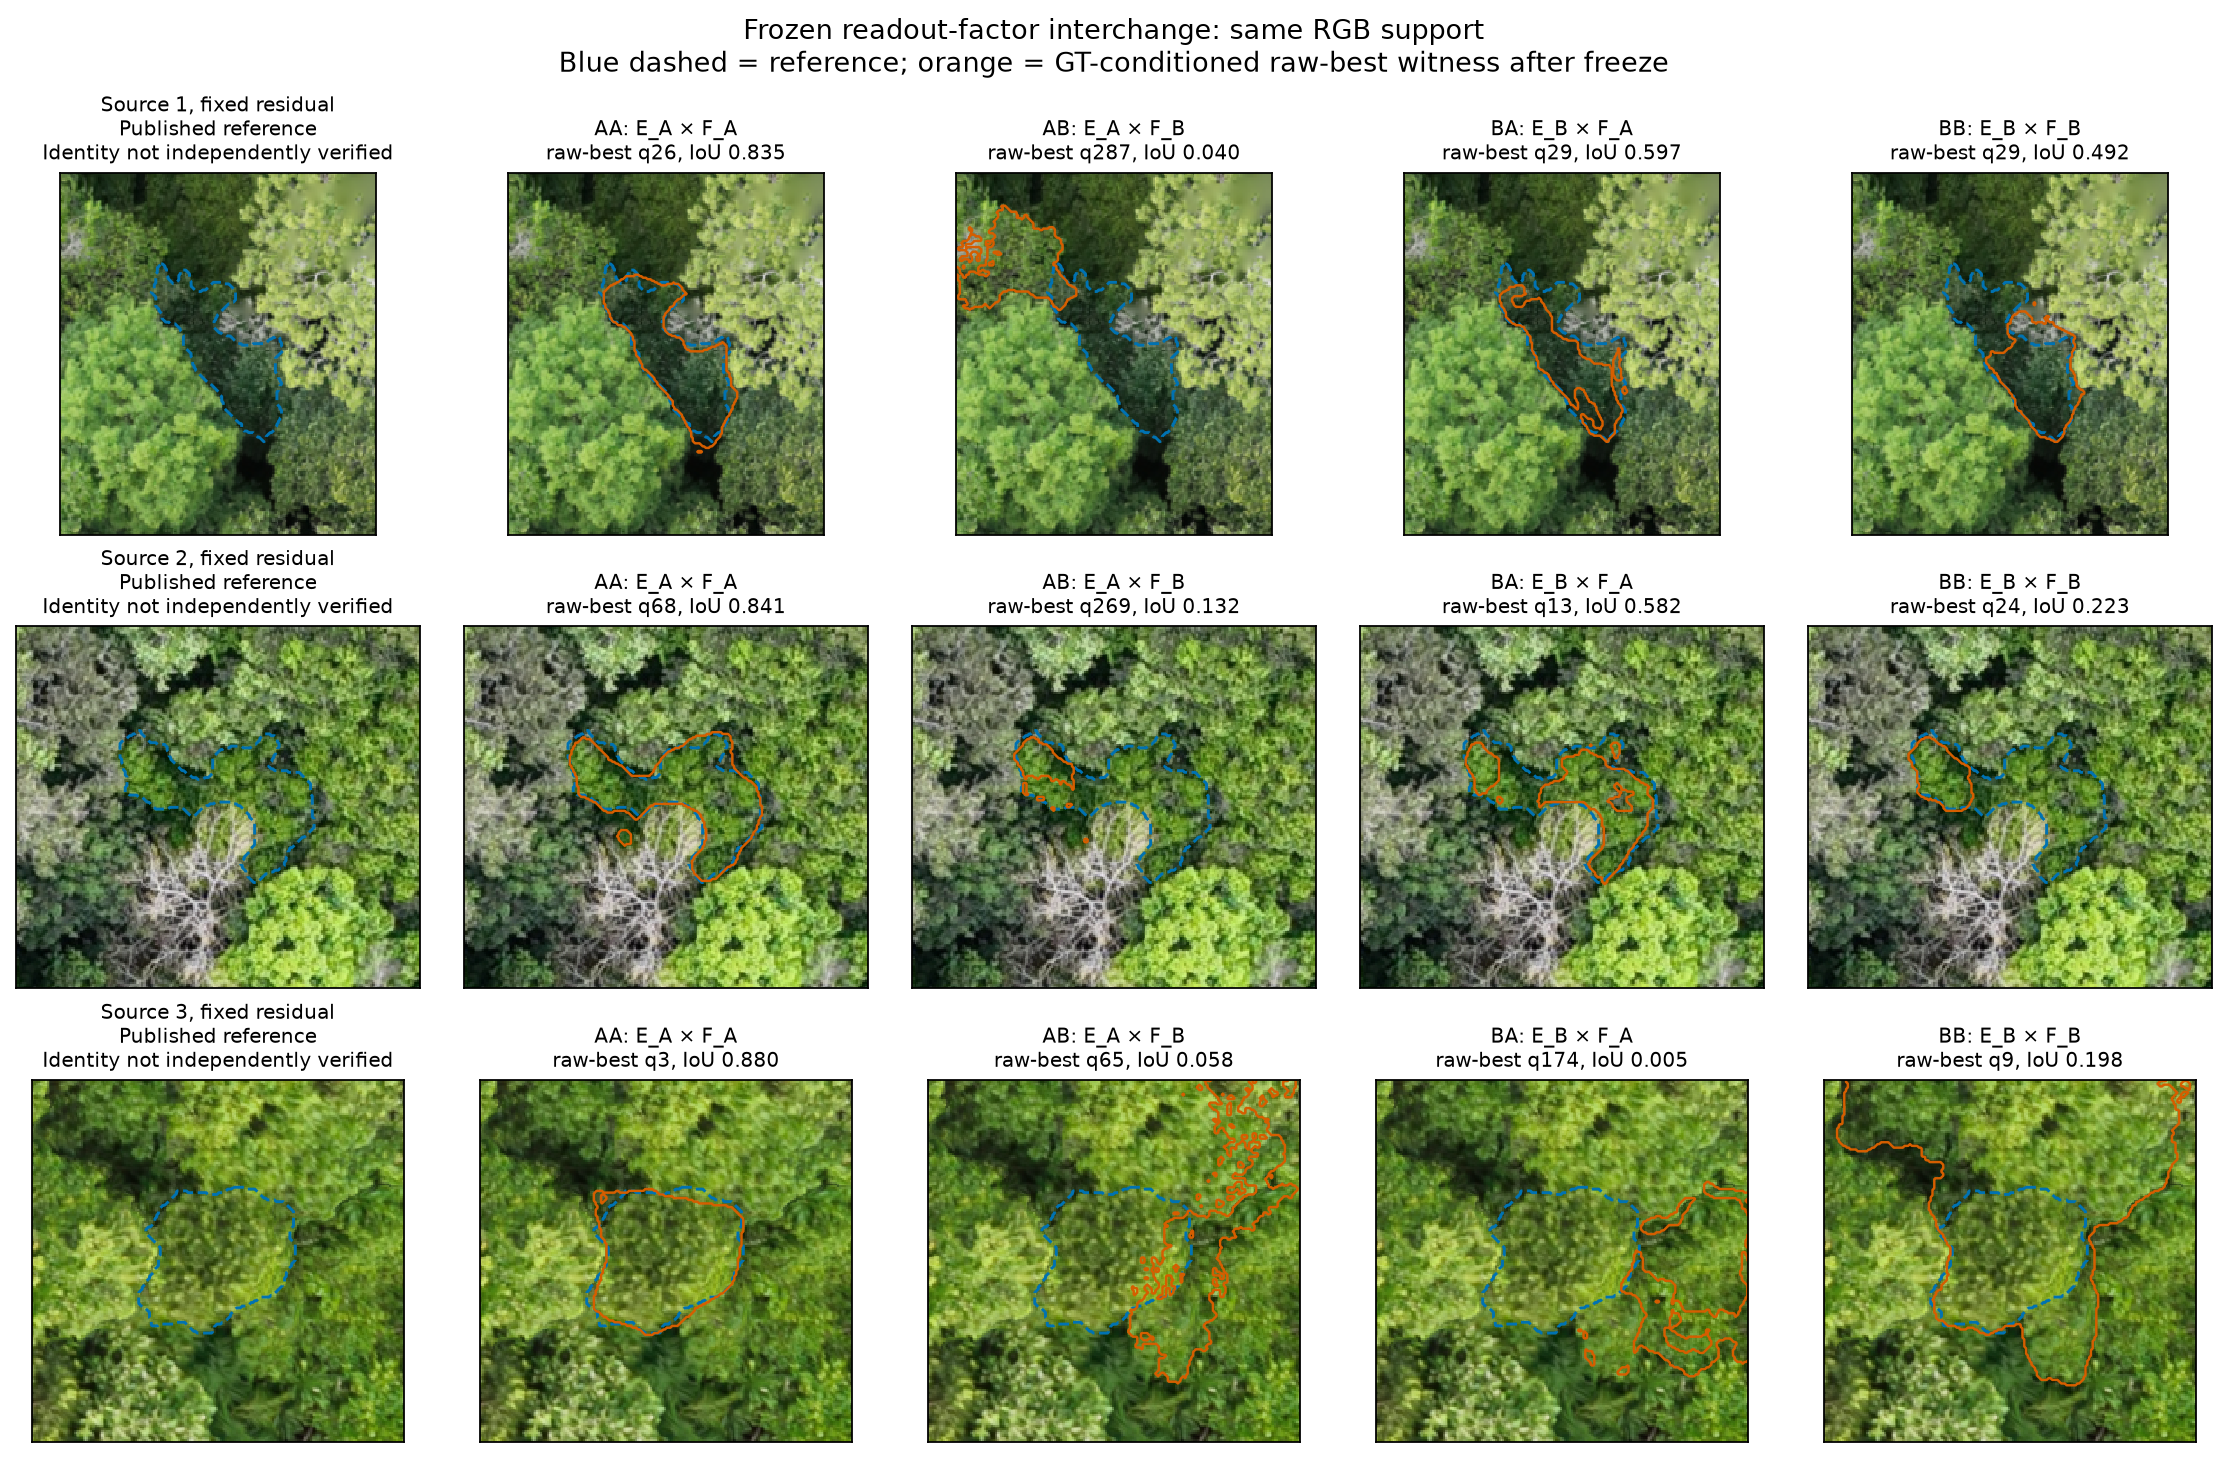 Frozen readout-factor interchange: same RGB support
Blue dashed = reference; orange = GT-conditioned raw-best witness after freeze
Source 1, fixed residual
Published reference
Identity not independently verified
AA: E_A × F_A
raw-best q26, IoU 0.835
AB: E_A × F_B
raw-best q287, IoU 0.040
BA: E_B × F_A
raw-best q29, IoU 0.597
BB: E_B × F_B
raw-best q29, IoU 0.492
Source 2, fixed residual
Published reference
Identity not independently verified
AA: E_A × F_A
raw-best q68, IoU 0.841
AB: E_A × F_B
raw-best q269, IoU 0.132
BA: E_B × F_A
raw-best q13, IoU 0.582
BB: E_B × F_B
raw-best q24, IoU 0.223
Source 3, fixed residual
Published reference
Identity not independently verified
AA: E_A × F_A
raw-best q3, IoU 0.880
AB: E_A × F_B
raw-best q65, IoU 0.058
BA: E_B × F_A
raw-best q174, IoU 0.005
BB: E_B × F_B
raw-best q9, IoU 0.198